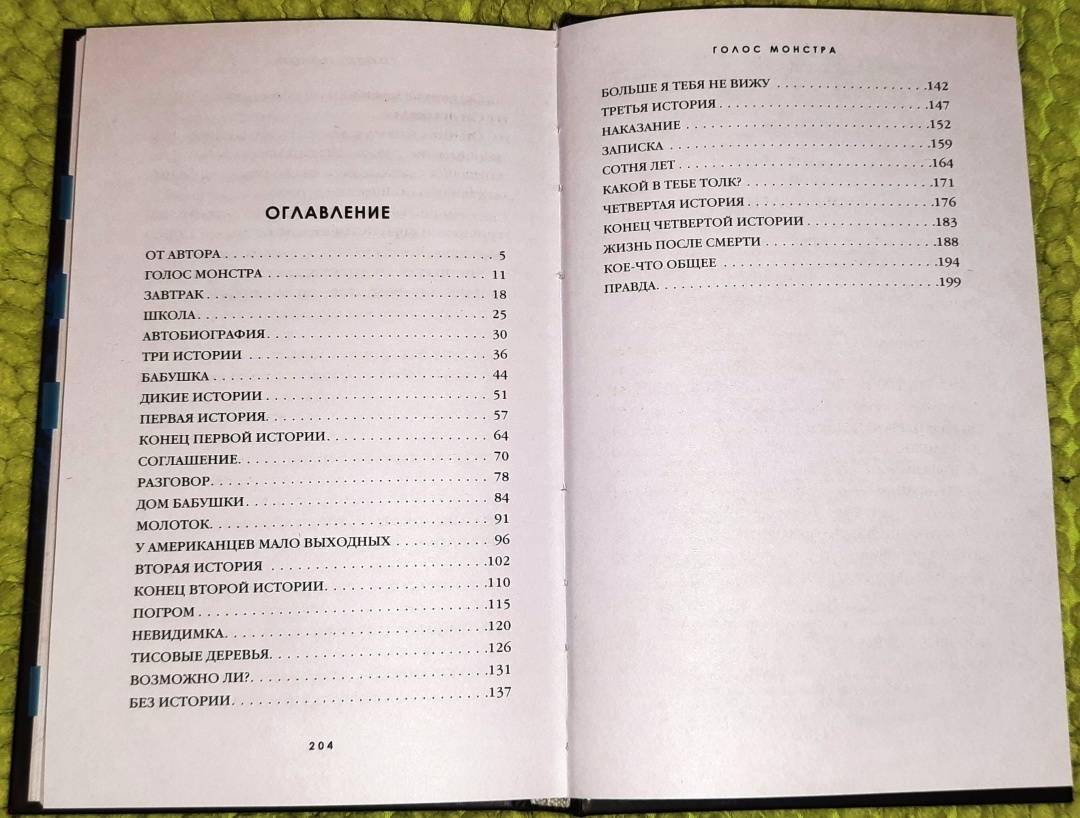 ОГЛАВЛЕНИЕ
ОТ АВТОРА . . . . . . . . . . . . . . . . . . . . . . . . . . . . . 5
ГОЛОС МОНСТРА . . . . . . . . . . . . . . . . . . . . . . . . 11
ЗАВТРАК . . . . . . . . . . . . . . . . . . . . . . . . . . . . . . 18
ШКОЛА. . . . . . . . . . . . . . . . . . . . . . . . . . . . . . . 25
АВТОБИОГРАФИЯ. . . . . . . . . . . . . . . . . . . . . . . . 30
ТРИ ИСТОРИИ . . . . . . . . . . . . . . . . . . . . . . . . . . 36
БАБУШКА . . . . . . . . . . . . . . . . . . . . . . . . . . . . . 44
ДИКИЕ ИСТОРИИ . . . . . . . . . . . . . . . . . . . . . . . . 51
ПЕРВАЯ ИСТОРИЯ. . . . . . . . . . . . . . . . . . . . . . . . 57
КОНЕЦ ПЕРВОЙ ИСТОРИИ. . . . . . . . . . . . . . . . . . 64
СОГЛАШЕНИЕ. . . . . . . . . . . . . . . . . . . . . . . . . . . 70
РАЗГОВОР. . . . . . . . . . . . . . . . . . . . . . . . . . . . . 78
ДОМ БАБУШКИ . . . . . . . . . . . . . . . . . . . . . . . . . . 84
МОЛОТОК. . . . . . . . . . . . . . . . . . . . . . . . . . . . . 91
У АМЕРИКАНЦЕВ МАЛО ВЫХОДНЫХ . . . . . . . . . . . 96
ВТОРАЯ ИСТОРИЯ . . . . . . . . . . . . . . . . . . . . . . . .102
КОНЕЦ ВТОРОЙ ИСТОРИИ. . . . . . . . . . . . . . . . . . .110
ПОГРОМ . . . . . . . . . . . . . . . . . . . . . . . . . . . . . .115
НЕВИДИМКА. . . . . . . . . . . . . . . . . . . . . . . . . . . .120
ТИСОВЫЕ ДЕРЕВЬЯ. . . . . . . . . . . . . . . . . . . . . . . .126
ВОЗМОЖНО ЛИ?. . . . . . . . . . . . . . . . . . . . . . . . . .131
БЕЗ ИСТОРИИ. . . . . . . . . . . . . . . . . . . . . . . . . . .137
204
ГОЛОС МОНСТРА
БОЛЬШЕ Я ТЕБЯ НЕ ВИЖУ . . . . . . . . . . . . . . . . . . .142
ТРЕТЬЯ ИСТОРИЯ . . . . . . . . . . . . . . . . . . . . . . . . .147
НАКАЗАНИЕ . . . . . . . . . . . . . . . . . . . . . . . . . . . .152
ЗАПИСКА . . . . . . . . . . . . . . . . . . . . . . . . . . . . . .159
СОТНЯ ЛЕТ . . . . . . . . . . . . . . . . . . . . . . . . . . . . .164
КАКОЙ В ТЕБЕ ТОЛК? . . . . . . . . . . . . . . . . . . . . . .171
ЧЕТВЕРТАЯ ИСТОРИЯ . . . . . . . . . . . . . . . . . . . . . . 176
КОНЕЦ ЧЕТВЕРТОЙ ИСТОРИИ . . . . . . . . . . . . . . . .183
ЖИЗНЬ ПОСЛЕ СМЕРТИ . . . . . . . . . . . . . . . . . . . . .188
КОЕ-ЧТО ОБЩЕЕ . . . . . . . . . . . . . . . . . . . . . . . . .194
ПРАВДА. . . . . . . . . . . . . . . . . . . . . . . . . . . . . . .199